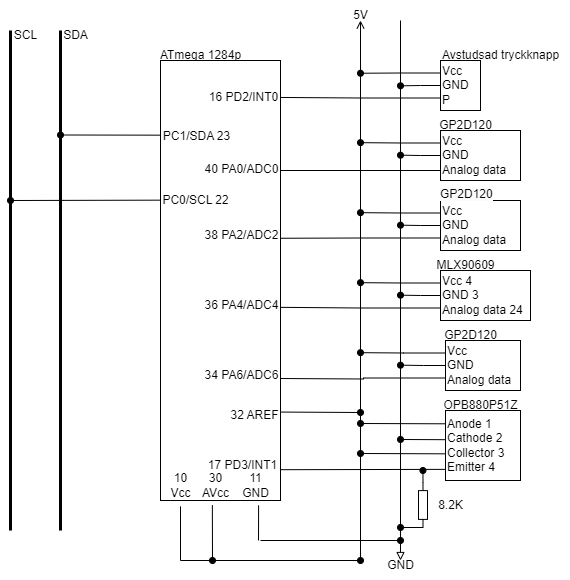 5V
SCL
SDA
ATmega 1284p
Avstudsad tryckknapp
Vcc
GND
16 PD2/INT0
P
GP2D120
PC1/SDA 23
Vcc
GND
40 PA0/ADC0
Analog data
GP2D120
PC0/SCL 22
Vcc
GND
38 PA2/ADC2
Analog data
MLX90609
Vcc 4
GND 3
36 PA4/ADC4
Analog data 24
GP2D120
Vcc
GND
34 PA6/ADC6
Analog data
OPB880P51Z
32 AREF
Anode 1
Cathode 2
Collector 3
17 PD3/INT1
Emitter 4
10 30 11
Vcc AVcc GND
8.2K
GND